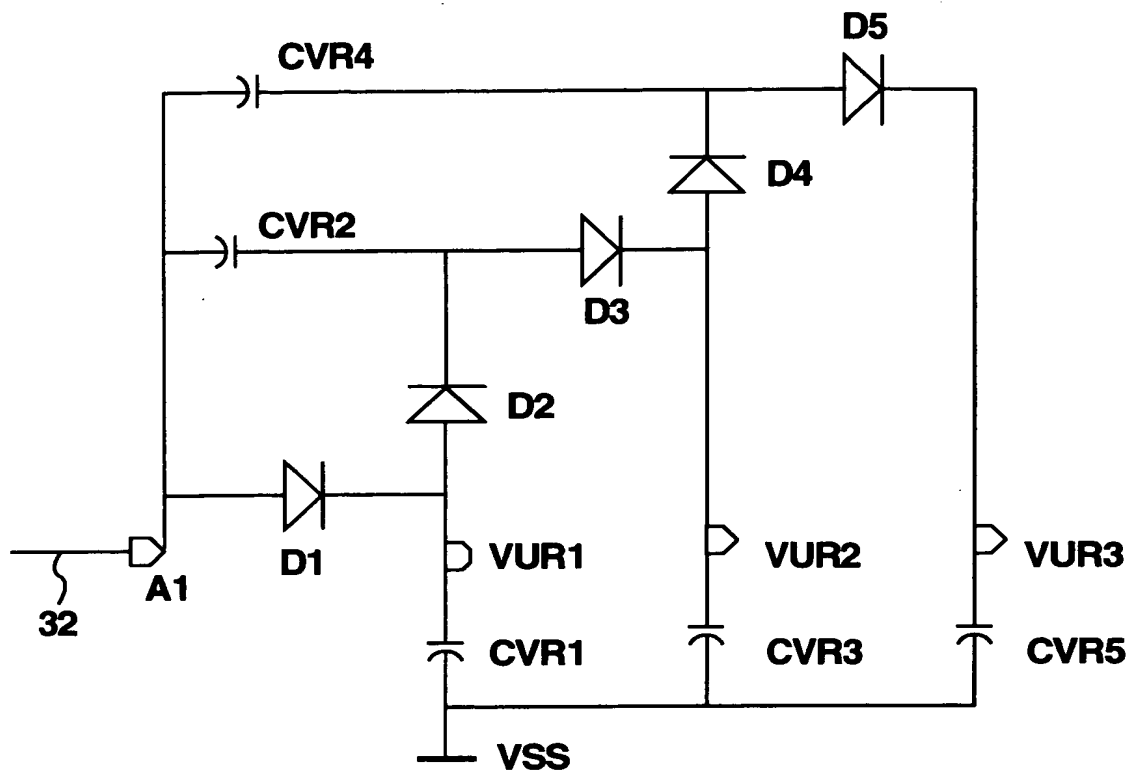 D5
CVR4
D4
CVR2
D3
D2
D1
VUR1
VUR2
VUR3
A1
32
CVR1
CVR3
CVR5
VSS